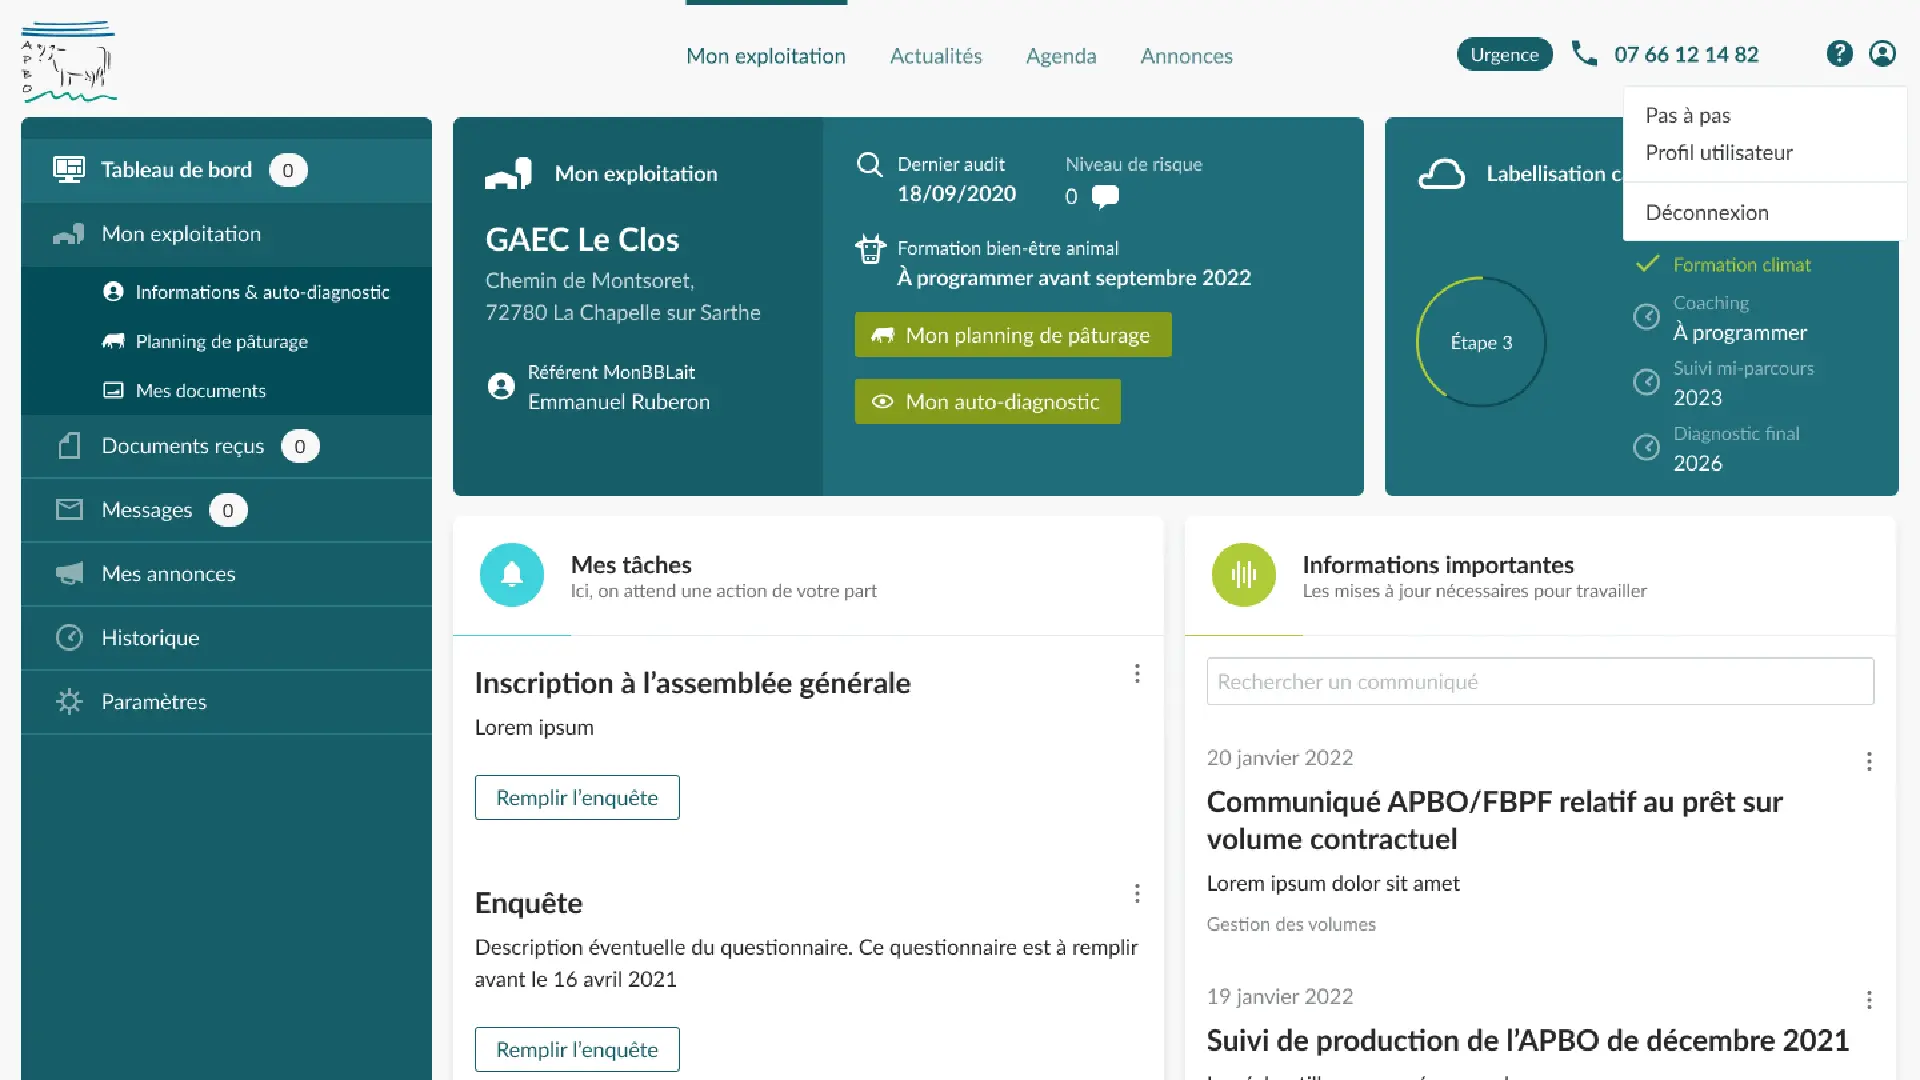 APBO
Mon exploitation
Actualités
Agenda
Annonces
Urgence
07 66 12 14 82
?
Pas à pas
Profil utilisateur
Déconnexion
Tableau de bord 0
Mon exploitation
Informations & auto-diagnostic
Planning de pâturage
Mes documents
Documents reçus 0
Messages 0
Mes annonces
Historique
Paramètres
Mon exploitation
GAEC Le Clos
Chemin de Montsoret,
72780 La Chapelle sur Sarthe
Référent MonBBLait
Emmanuel Ruberon
Dernier audit
18/09/2020
Niveau de risque
0
Formation bien-être animal
À programmer avant septembre 2022
Mon planning de pâturage
Mon auto-diagnostic
Labellisation
Étape 3
Formation climat
Coaching
À programmer
Suivi mi-parcours
2023
Diagnostic final
2026
Mes tâches
Ici, on attend une action de votre part
Inscription à l’assemblée générale
Lorem ipsum
Remplir l’enquête
Enquête
Description éventuelle du questionnaire. Ce questionnaire est à remplir
avant le 16 avril 2021
Remplir l’enquête
Informations importantes
Les mises à jour nécessaires pour travailler
Rechercher un communiqué
20 janvier 2022
Communiqué APBO/FBPF relatif au prêt sur
volume contractuel
Lorem ipsum dolor sit amet
Gestion des volumes
19 janvier 2022
Suivi de production de l’APBO de décembre 2021